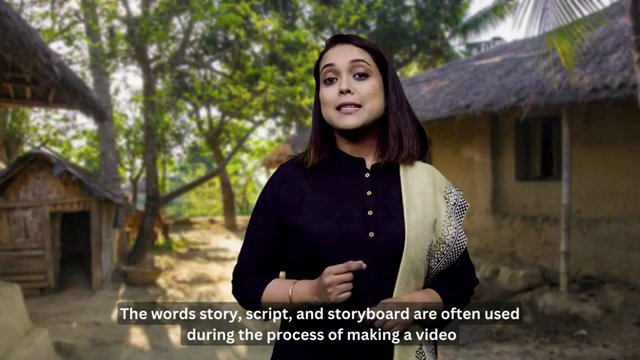 The words story, script, and storyboard are often used
during the process of making a video